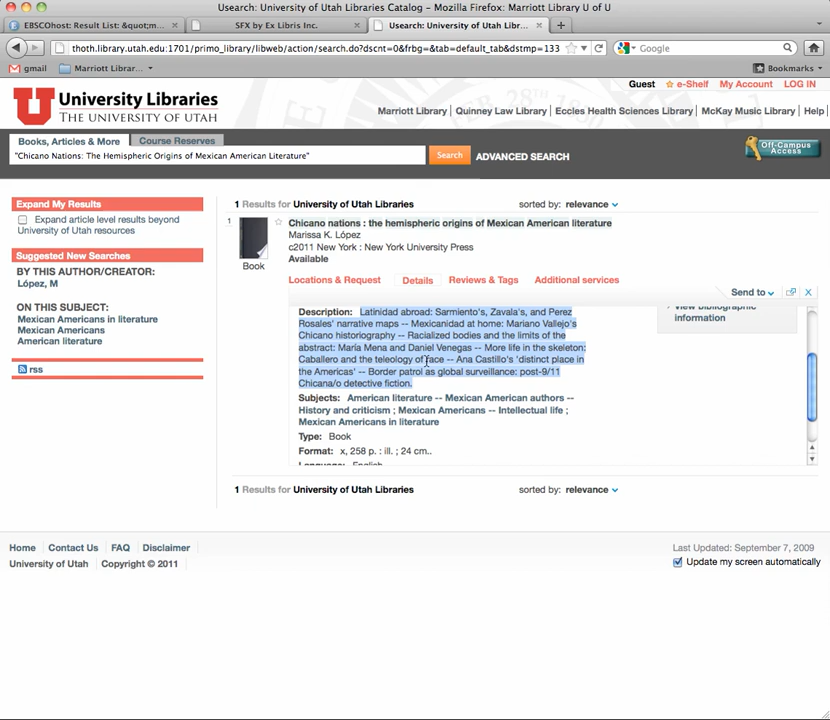 Usearch: University of Utah Libraries Catalog - Mozilla Firefox: Marriott Library U of U
EBSCOhost: Result List: &quot;m... × SFX by Ex Libris Inc. × Usearch: University of Utah Libr... × +
thoth.library.utah.edu:1701/primo_library/libweb/action/search.do?dscnt=0&frbg=&tab=default_tab&dstmp=133
Google
gmail Marriott Librar...
Bookmarks
Guest e-Shelf My Account LOG IN
University Libraries
THE UNIVERSITY OF UTAH
Marriott Library | Quinney Law Library | Eccles Health Sciences Library | McKay Music Library | Help
Books, Articles & More Course Reserves
"Chicano Nations: The Hemispheric Origins of Mexican American Literature" Search ADVANCED SEARCH
Off-Campus
Access
Expand My Results
Expand article level results beyond
University of Utah resources
Suggested New Searches
BY THIS AUTHOR/CREATOR:
López, M
ON THIS SUBJECT:
Mexican Americans in literature
Mexican Americans
American literature
rss
1 Results for University of Utah Libraries sorted by: relevance
1
Book
Chicano nations : the hemispheric origins of Mexican American literature
Marissa K. López
c2011 New York : New York University Press
Available
Locations & Request Details Reviews & Tags Additional services
Send to
View bibliographic
information
Description: Latinidad abroad: Sarmiento's, Zavala's, and Perez
Rosales' narrative maps -- Mexicanidad at home: Mariano Vallejo's
Chicano historiography -- Racialized bodies and the limits of the
abstract: María Mena and Daniel Venegas -- More life in the skeleton:
Caballero and the teleology of race -- Ana Castillo's 'distinct place in
the Americas' -- Border patrol as global surveillance: post-9/11
Chicana/o detective fiction.
Subjects: American literature -- Mexican American authors --
History and criticism ; Mexican Americans -- Intellectual life ;
Mexican Americans in literature
Type: Book
Format: x, 258 p. : ill. ; 24 cm..
Language: English
1 Results for University of Utah Libraries sorted by: relevance
Home Contact Us FAQ Disclaimer
University of Utah Copyright © 2011
Last Updated: September 7, 2009
Update my screen automatically